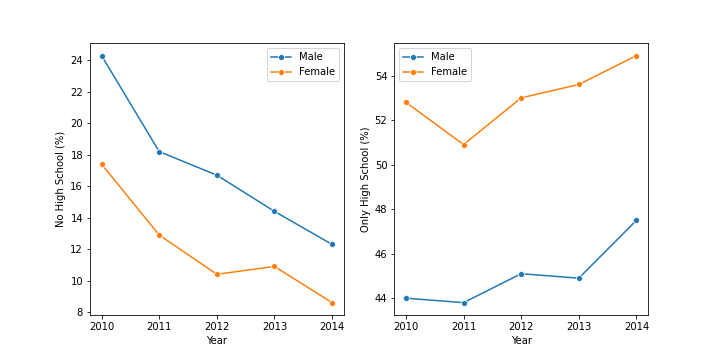 No High School (%)
24
22
20
18
16
14
12
10
8
2010 2011 2012 2013 2014
Year
Male
Female
Only High School (%)
54
52
50
48
46
44
2010 2011 2012 2013 2014
Year
Male
Female